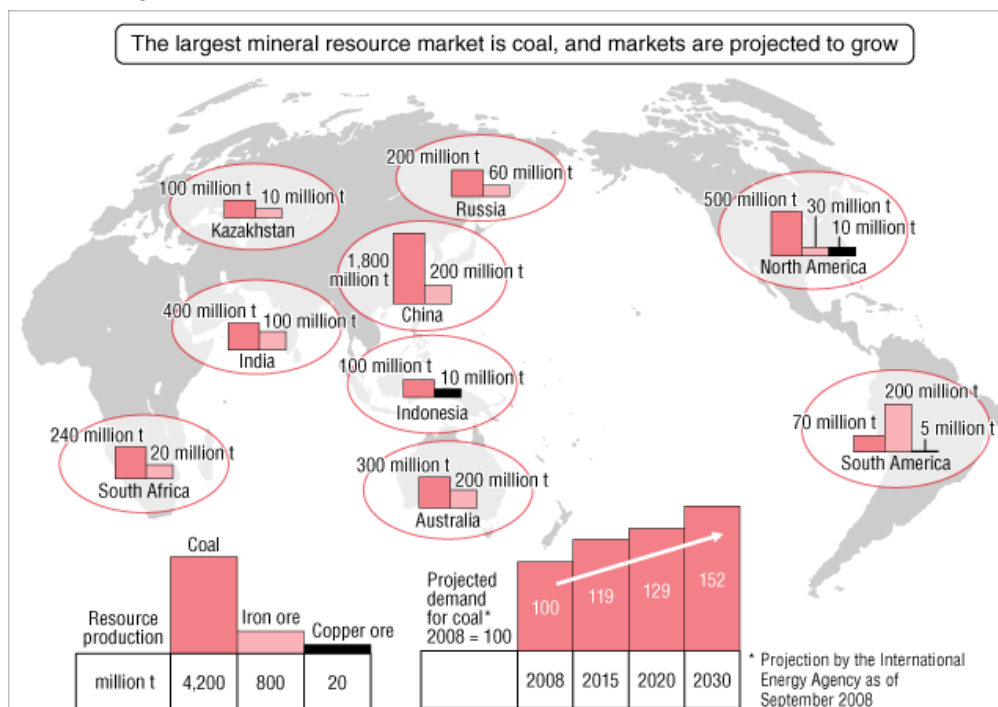 The largest mineral resource market is coal, and markets are projected to grow
200 million t
60 million t
Russia
100 million t
10 million t
Kazakhstan
500 million t
30 million t
10 million t
North America
1,800
million t
200 million t
China
400 million t
100 million t
India
100 million t
10 million t
Indonesia
200 million t
70 million t
5 million t
South America
240 million t
20 million t
South Africa
300 million t
200 million t
Australia
Coal
Iron ore
Copper ore
Resource
production
million t
4,200
800
20
Projected
demand
for coal*
2008 = 100
100
119
129
152
2008
2015
2020
2030
* Projection by the International
Energy Agency as of
September 2008